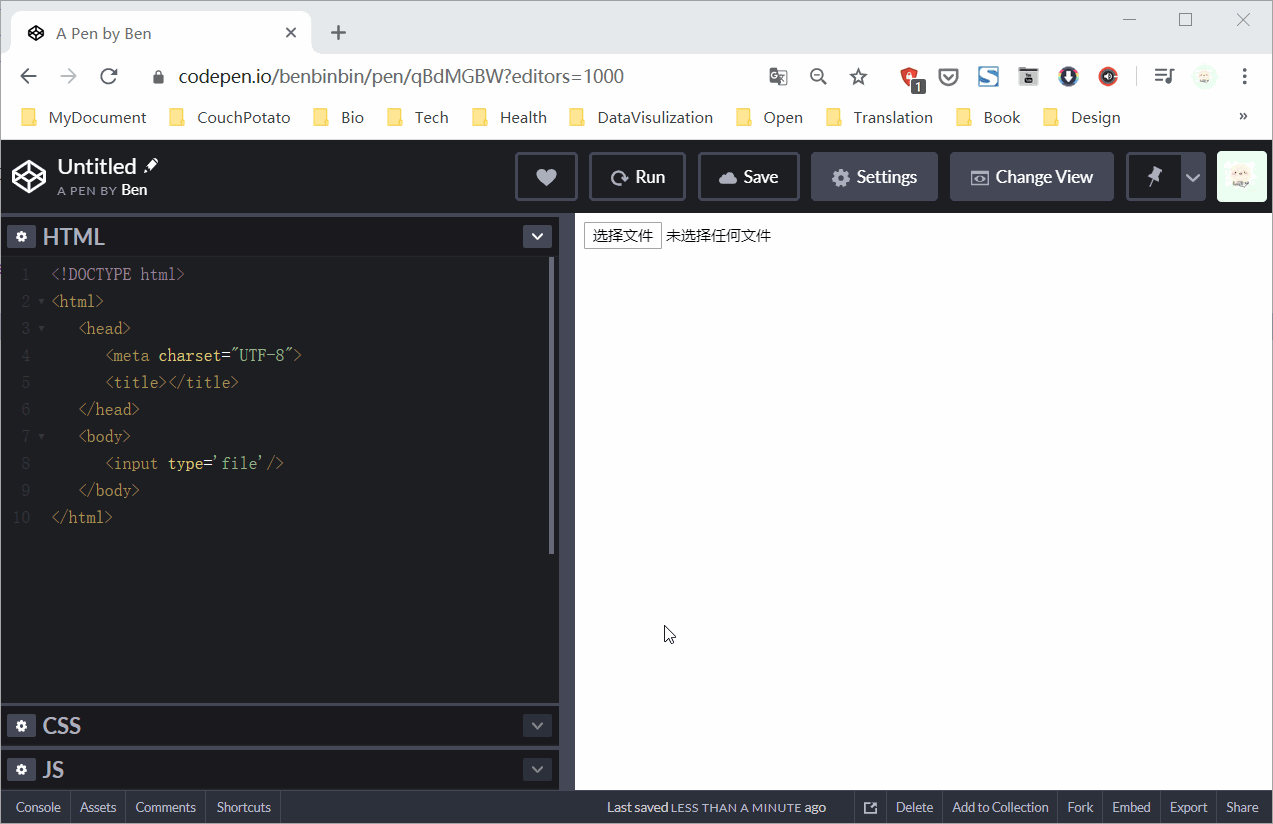 A Pen by Ben
codepen.io/benbinbin/pen/qBdMGBW?editors=1000
1
MyDocument CouchPotato Bio Tech Health DataVisulization Open Translation Book Design »
Untitled
A PEN BY Ben
Run Save Settings Change View
HTML
1 <!DOCTYPE html>
2 <html>
3 <head>
4 <meta charset="UTF-8">
5 <title></title>
6 </head>
7 <body>
8 <input type='file'/>
9 </body>
10 </html>
选择文件 未选择任何文件
CSS
JS
Console Assets Comments Shortcuts Last saved LESS THAN A MINUTE ago Delete Add to Collection Fork Embed Export Share